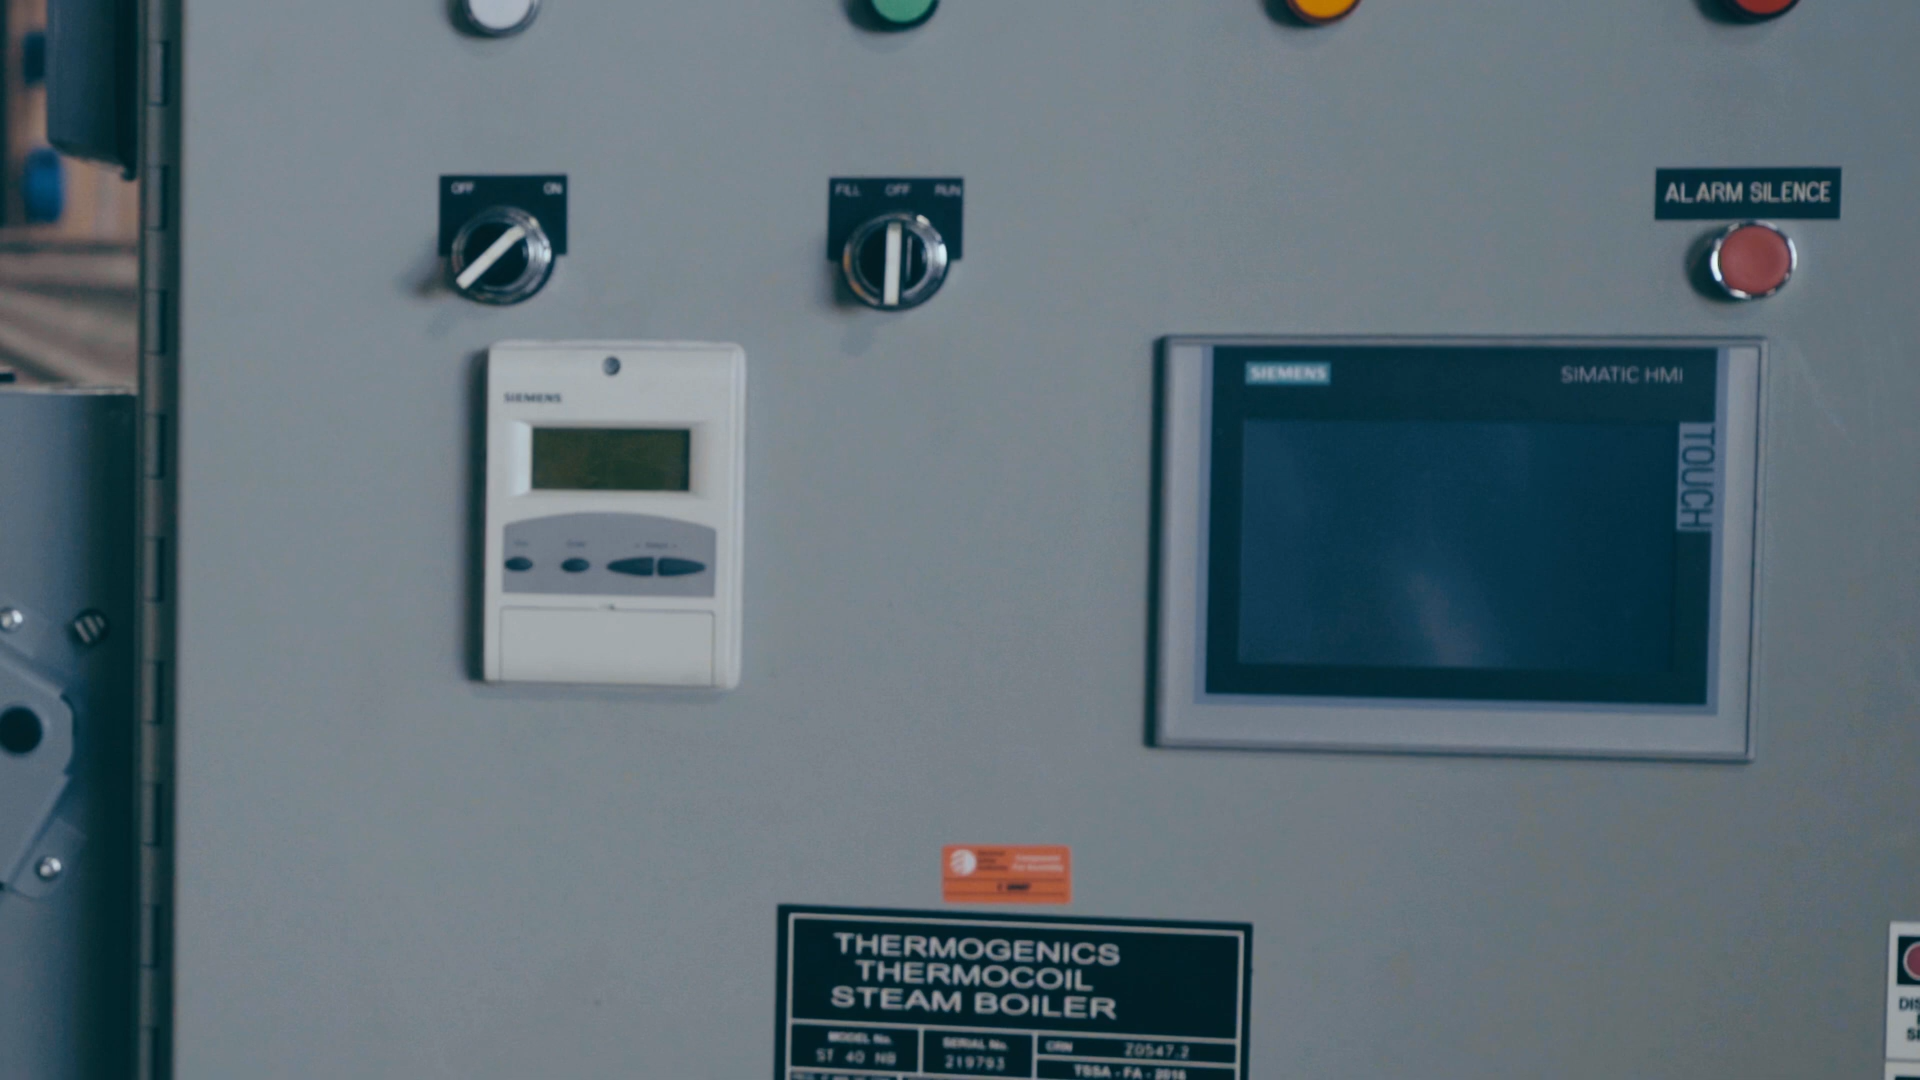 OFF ON
FILL OFF RUN
ALARM SILENCE
SIEMENS
SIEMENS
SIMATIC HMI
TOUCH
THERMOGENICS
THERMOCOIL
STEAM BOILER
MODEL No.
ST 40 NB
SERIAL No.
219793
CRN Z0547.2
TSSA - FA - 2016